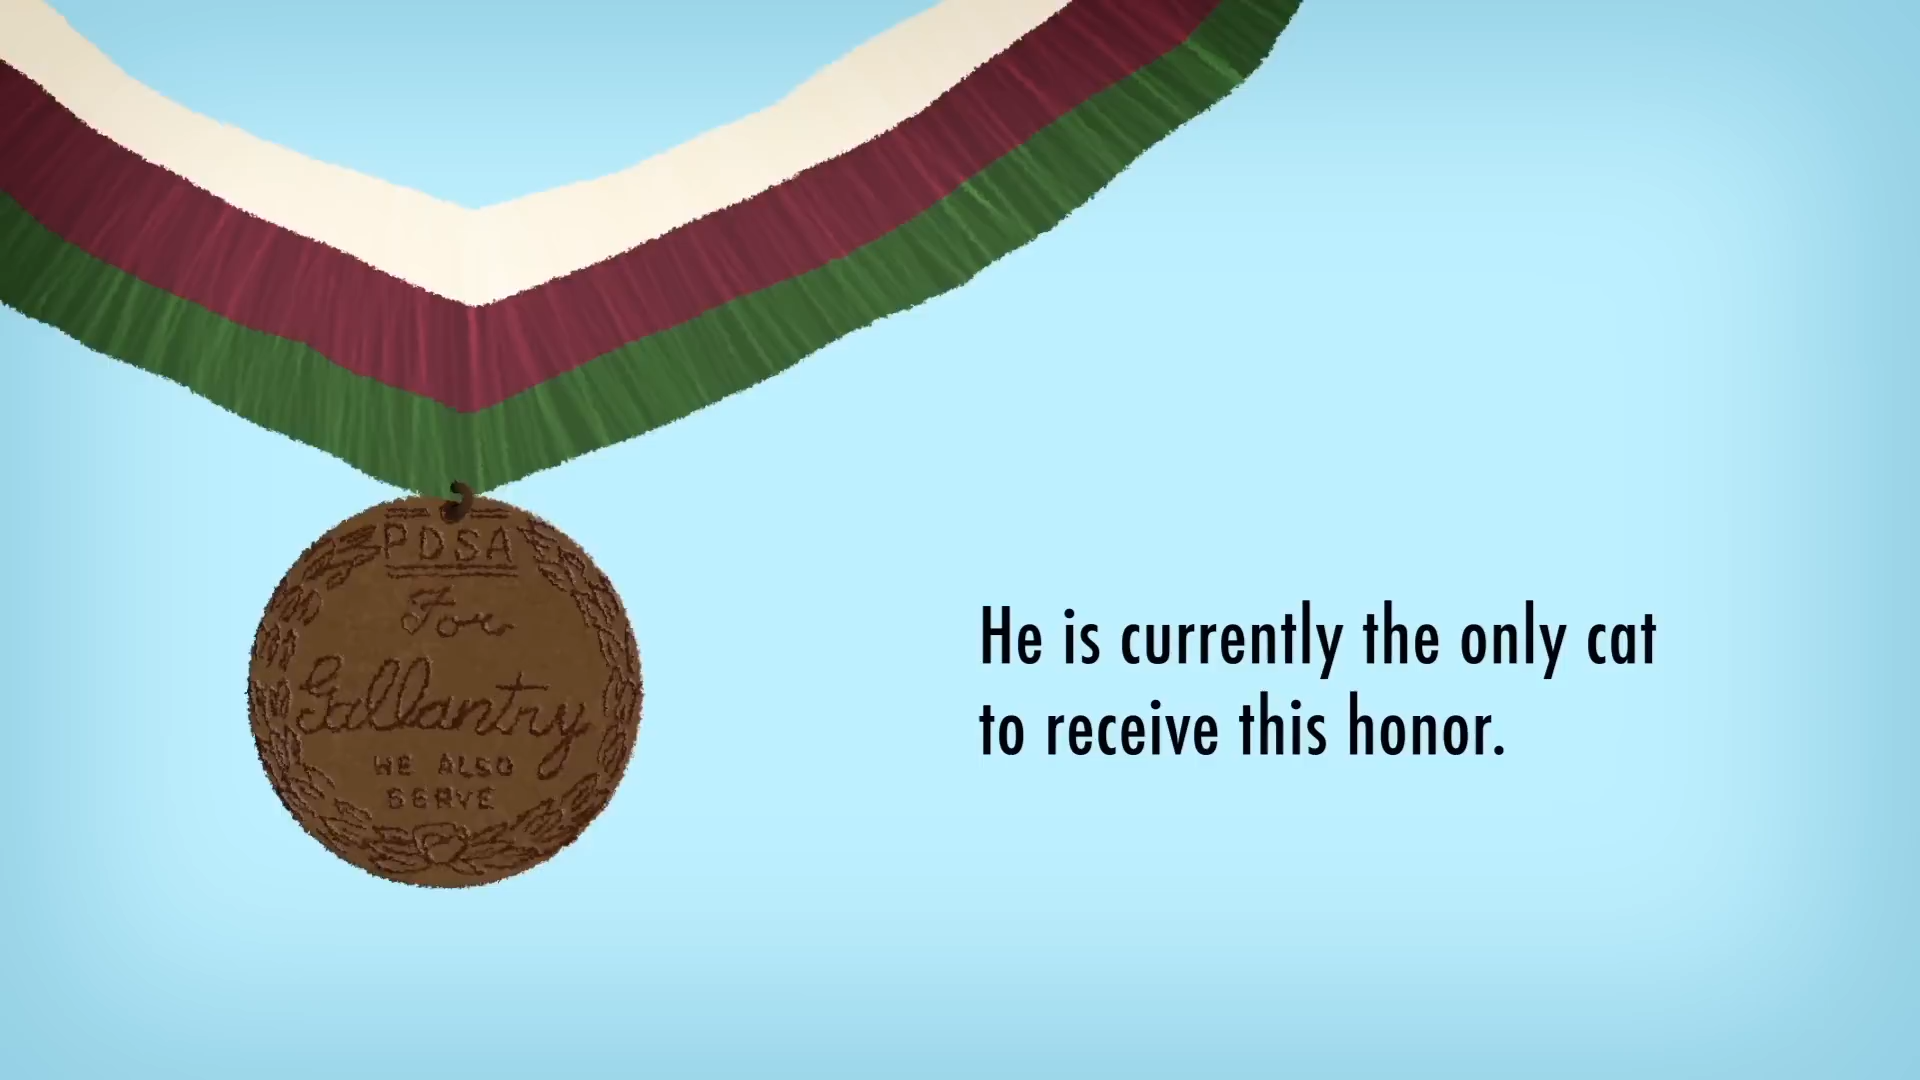 PDSA
For
Gallantry
WE ALSO
SERVE
He is currently the only cat
to receive this honor.